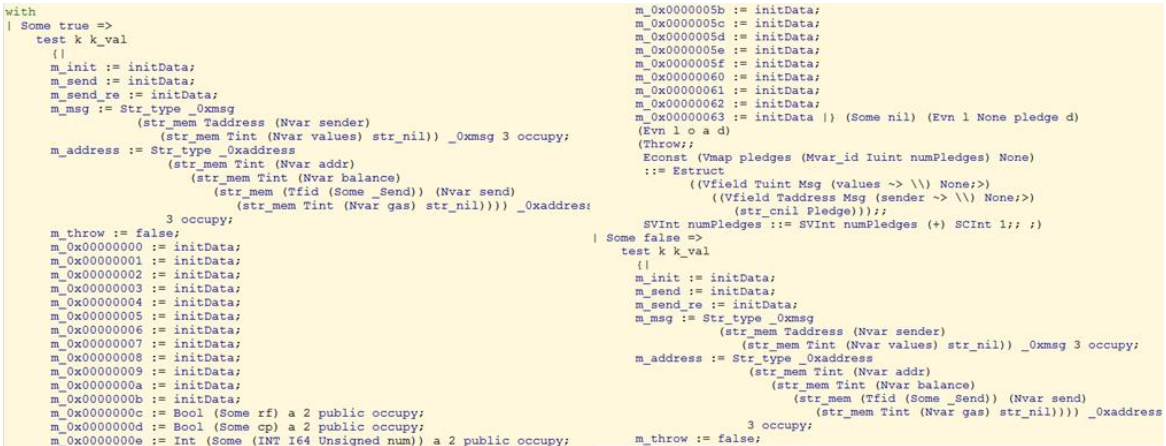 with
| Some true =>
test k k_val
{|
m_init := initData;
m_send := initData;
m_send_re := initData;
m_msg := Str_type _0xmsg
(str_mem Taddress (Nvar sender)
(str_mem Tint (Nvar values) str_nil)) _0xmsg 3 occupy;
m_address := Str_type _0xaddress
(str_mem Tint (Nvar addr)
(str_mem Tint (Nvar balance)
(str_mem (Tfid (Some _Send)) (Nvar send)
(str_mem Tint (Nvar gas) str_nil)))) _0xaddress
3 occupy;
m_throw := false;
m_0x00000000 := initData;
m_0x00000001 := initData;
m_0x00000002 := initData;
m_0x00000003 := initData;
m_0x00000004 := initData;
m_0x00000005 := initData;
m_0x00000006 := initData;
m_0x00000007 := initData;
m_0x00000008 := initData;
m_0x00000009 := initData;
m_0x0000000a := initData;
m_0x0000000b := initData;
m_0x0000000c := Bool (Some rf) a 2 public occupy;
m_0x0000000d := Bool (Some cp) a 2 public occupy;
m_0x0000000e := Int (Some (INT I64 Unsigned num)) a 2 public occupy;
m_0x0000005b := initData;
m_0x0000005c := initData;
m_0x0000005d := initData;
m_0x0000005e := initData;
m_0x0000005f := initData;
m_0x00000060 := initData;
m_0x00000061 := initData;
m_0x00000062 := initData;
m_0x00000063 := initData |} (Some nil) (Evn l None pledge d)
(Evn l o a d)
(Throw;;
Econst (Vmap pledges (Mvar_id Iuint numPledges) None)
::= Estruct
((Vfield Tuint Msg (values ~> \\) None;>)
((Vfield Taddress Msg (sender ~> \\) None;>)
(str_cnil Pledge)));;
SVInt numPledges ::= SVInt numPledges (+) SCInt 1;; ;)
| Some false =>
test k k_val
{|
m_init := initData;
m_send := initData;
m_send_re := initData;
m_msg := Str_type _0xmsg
(str_mem Taddress (Nvar sender)
(str_mem Tint (Nvar values) str_nil)) _0xmsg 3 occupy;
m_address := Str_type _0xaddress
(str_mem Tint (Nvar addr)
(str_mem Tint (Nvar balance)
(str_mem (Tfid (Some _Send)) (Nvar send)
(str_mem Tint (Nvar gas) str_nil)))) _0xaddress
3 occupy;
m_throw := false;